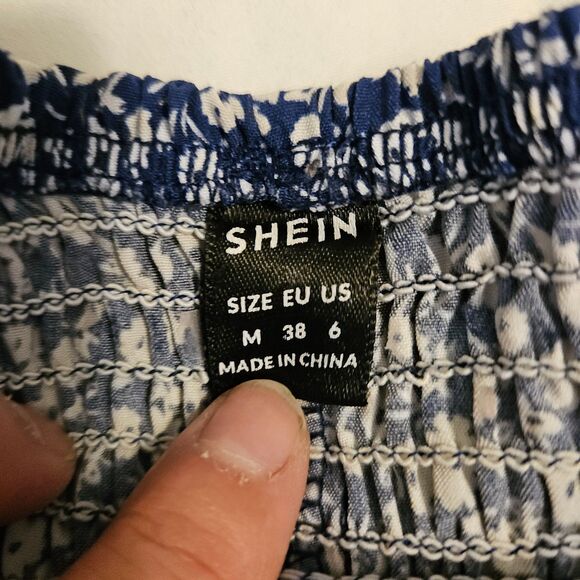 SHEIN
SIZE EU US
M 38 6
MADE IN CHINA